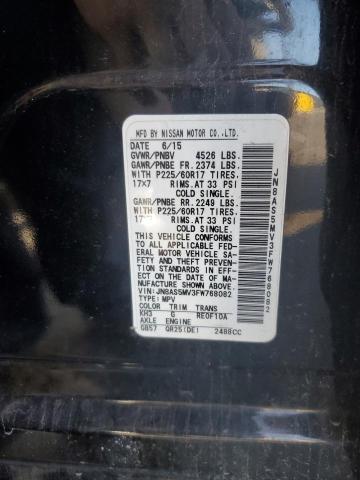 MFD BY NISSAN MOTOR CO.,LTD.
DATE 6/15
GVWR/PNBV 4526 LBS.
GAWR/PNBE FR. 2374 LBS.
WITH P225/60R17 TIRES.
17X7 RIMS.AT 33 PSI
COLD SINGLE.
GAWR/PNBE RR. 2249 LBS.
WITH P225/60R17 TIRES.
17X7 RIMS.AT 33 PSI
COLD SINGLE.
THIS VEHICLE CONFORMS
TO ALL APPLICABLE FED-
ERAL MOTOR VEHICLE SA-
FETY AND THEFT PREV-
ENTION STANDARDS IN EFF-
ECT ON THE DATE OF MA-
NUFACTURE SHOWN ABOVE.
VIN: JN8AS5MV3FW768082
TYPE: MPV
COLOR TRIM TRANS
KH3 G RE0F10A
AXLE ENGINE
GB57 QR25(DE) 2488CC
JN8AS5MV3FW768082